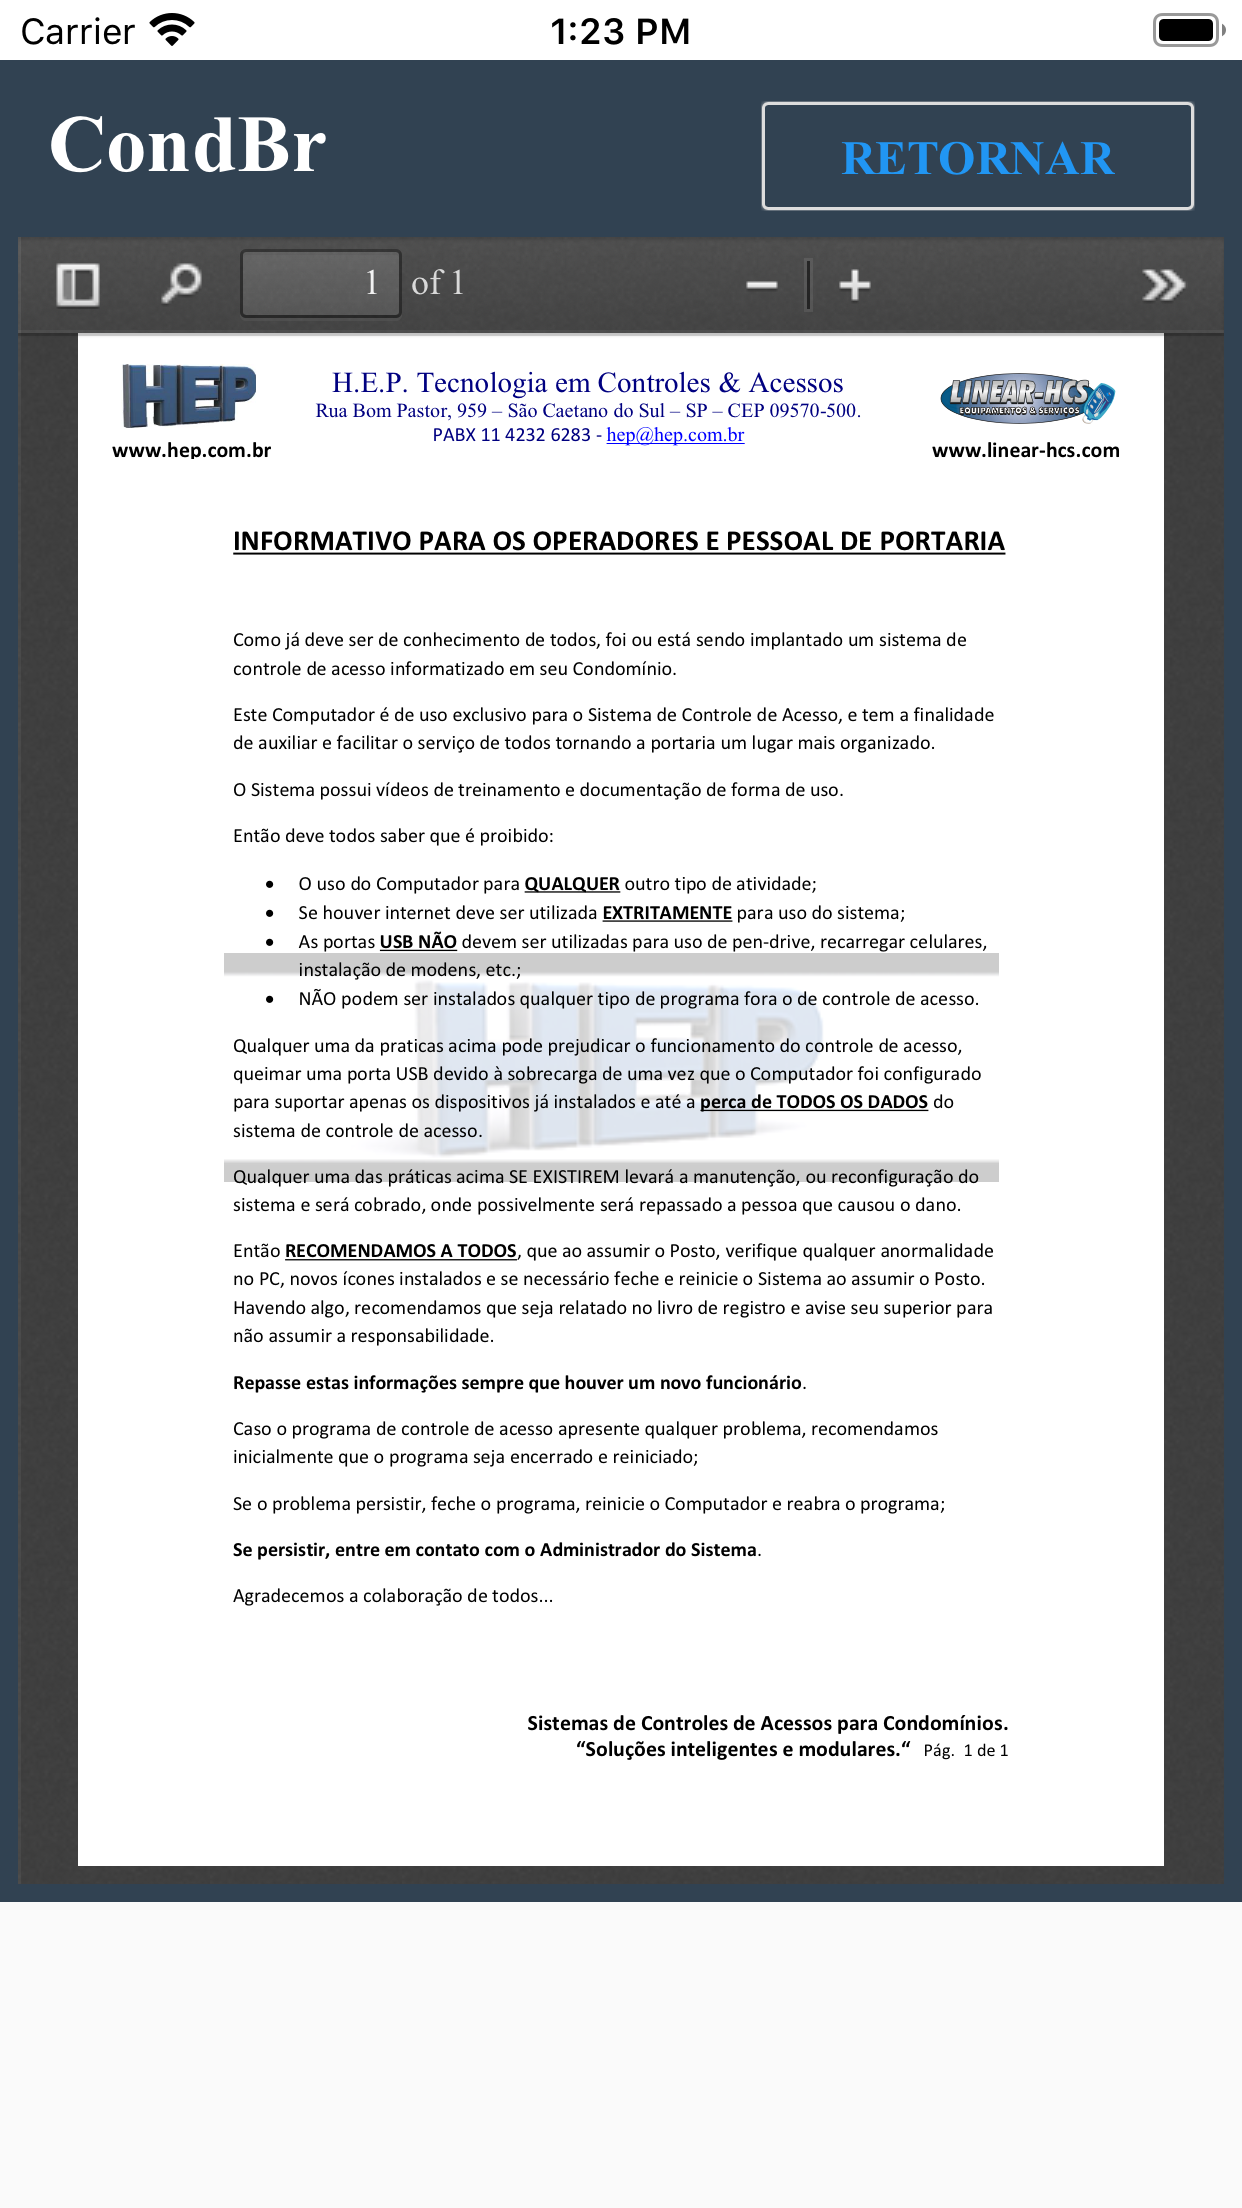 Carrier 1:23 PM
CondBr
RETORNAR
1 of 1
HEP
www.hep.com.br
H.E.P. Tecnologia em Controles & Acessos
Rua Bom Pastor, 959 – São Caetano do Sul – SP – CEP 09570-500.
PABX 11 4232 6283 - hep@hep.com.br
LINEAR-HCS
EQUIPAMENTOS & SERVIÇOS
www.linear-hcs.com
INFORMATIVO PARA OS OPERADORES E PESSOAL DE PORTARIA
Como já deve ser de conhecimento de todos, foi ou está sendo implantado um sistema de
controle de acesso informatizado em seu Condomínio.
Este Computador é de uso exclusivo para o Sistema de Controle de Acesso, e tem a finalidade
de auxiliar e facilitar o serviço de todos tornando a portaria um lugar mais organizado.
O Sistema possui vídeos de treinamento e documentação de forma de uso.
Então deve todos saber que é proibido:
• O uso do Computador para QUALQUER outro tipo de atividade;
• Se houver internet deve ser utilizada EXTRITAMENTE para uso do sistema;
• As portas USB NÃO devem ser utilizadas para uso de pen-drive, recarregar celulares,
instalação de modens, etc.;
• NÃO podem ser instalados qualquer tipo de programa fora o de controle de acesso.
HEP
Qualquer uma da praticas acima pode prejudicar o funcionamento do controle de acesso,
queimar uma porta USB devido à sobrecarga de uma vez que o Computador foi configurado
para suportar apenas os dispositivos já instalados e até a perca de TODOS OS DADOS do
sistema de controle de acesso.
Qualquer uma das práticas acima SE EXISTIREM levará a manutenção, ou reconfiguração do
sistema e será cobrado, onde possivelmente será repassado a pessoa que causou o dano.
Então RECOMENDAMOS A TODOS, que ao assumir o Posto, verifique qualquer anormalidade
no PC, novos ícones instalados e se necessário feche e reinicie o Sistema ao assumir o Posto.
Havendo algo, recomendamos que seja relatado no livro de registro e avise seu superior para
não assumir a responsabilidade.
Repasse estas informações sempre que houver um novo funcionário.
Caso o programa de controle de acesso apresente qualquer problema, recomendamos
inicialmente que o programa seja encerrado e reiniciado;
Se o problema persistir, feche o programa, reinicie o Computador e reabra o programa;
Se persistir, entre em contato com o Administrador do Sistema.
Agradecemos a colaboração de todos...
Sistemas de Controles de Acessos para Condomínios.
“Soluções inteligentes e modulares.“ Pág. 1 de 1